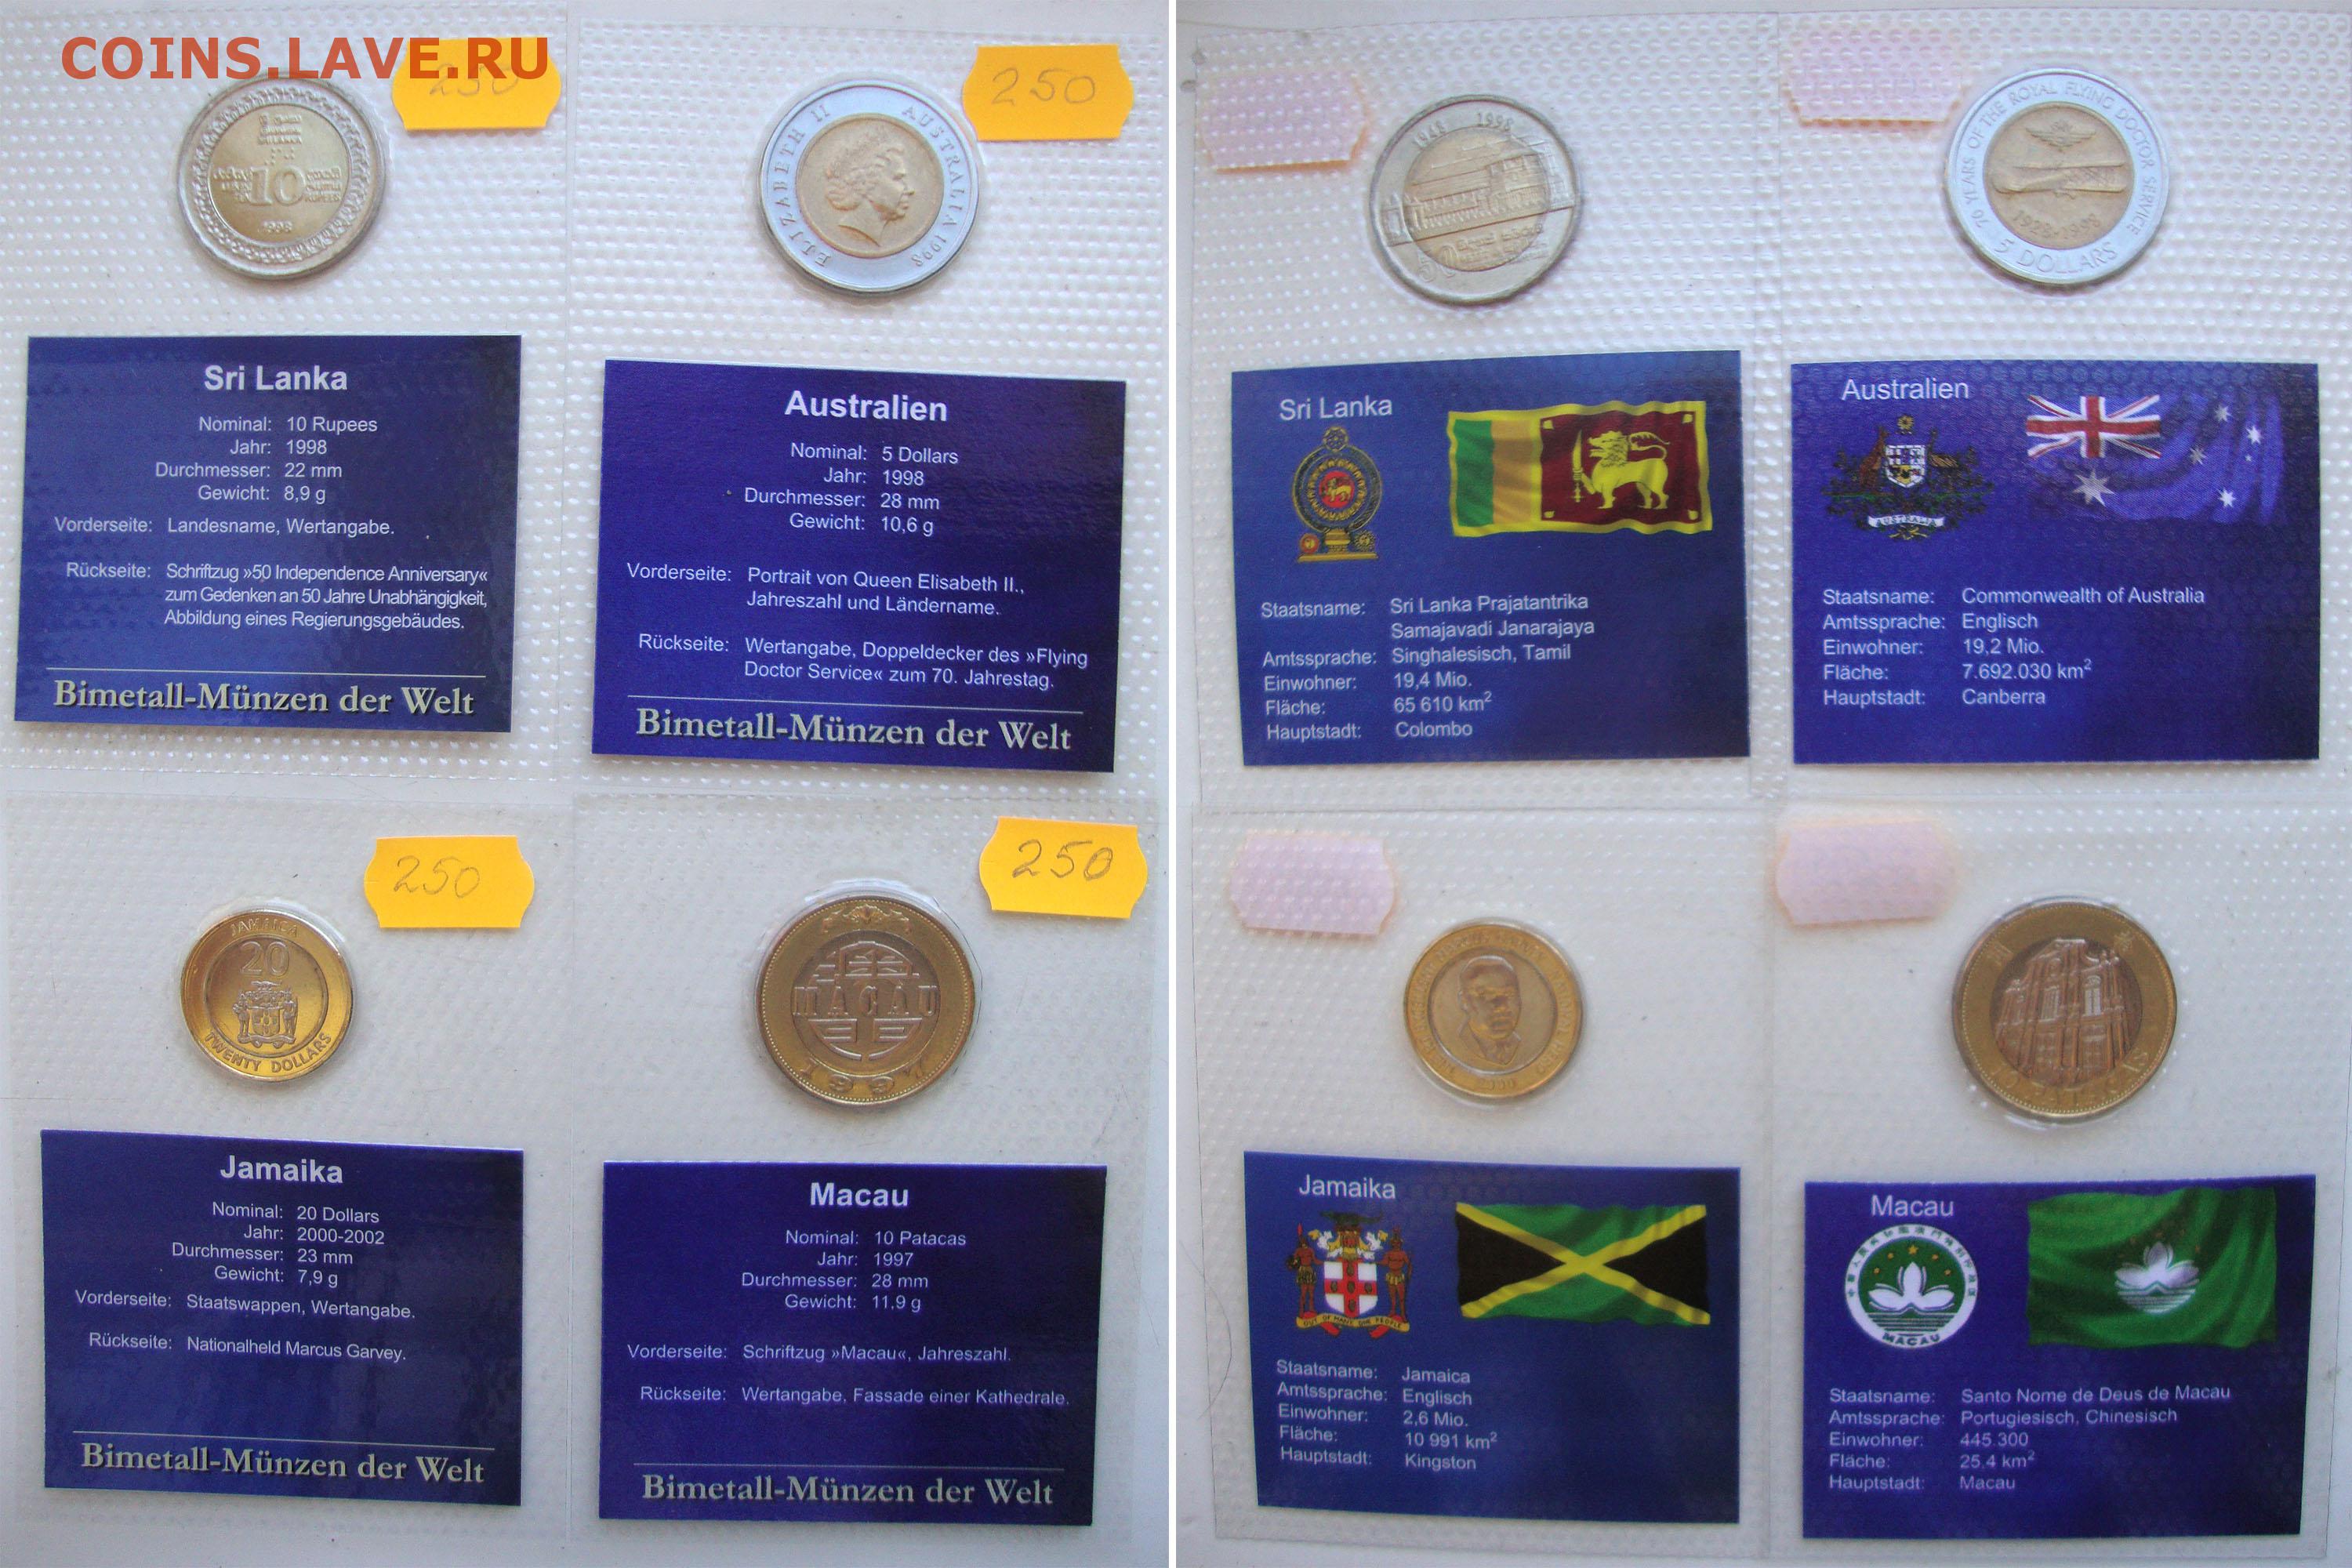 COINS.LAVE.RU
250
250
10
1998
ELIZABETH II AUSTRALIA 1998
1948 1998
50
70 YEARS OF THE ROYAL FLYING DOCTOR SERVICE
1928-1998
5 DOLLARS
Sri Lanka
Nominal: 10 Rupees
Jahr: 1998
Durchmesser: 22 mm
Gewicht: 8,9 g
Vorderseite: Landesname, Wertangabe.
Rückseite: Schriftzug »50 Independence Anniversary«
zum Gedenken an 50 Jahre Unabhängigkeit,
Abbildung eines Regierungsgebäudes.
Bimetall-Münzen der Welt
Australien
Nominal: 5 Dollars
Jahr: 1998
Durchmesser: 28 mm
Gewicht: 10,6 g
Vorderseite: Portrait von Queen Elisabeth II.,
Jahreszahl und Ländername.
Rückseite: Wertangabe, Doppeldecker des »Flying
Doctor Service« zum 70. Jahrestag.
Bimetall-Münzen der Welt
Sri Lanka
Staatsname: Sri Lanka Prajatantrika
Samajavadi Janarajaya
Amtssprache: Singhalesisch, Tamil
Einwohner: 19,4 Mio.
Fläche: 65 610 km²
Hauptstadt: Colombo
Australien
AUSTRALIA
Staatsname: Commonwealth of Australia
Amtssprache: Englisch
Einwohner: 19,2 Mio.
Fläche: 7.692.030 km²
Hauptstadt: Canberra
250
250
JAMAICA
20
TWENTY DOLLARS
MACAU
1997
Jamaika
Nominal: 20 Dollars
Jahr: 2000-2002
Durchmesser: 23 mm
Gewicht: 7,9 g
Vorderseite: Staatswappen, Wertangabe.
Rückseite: Nationalheld Marcus Garvey.
Bimetall-Münzen der Welt
Macau
Nominal: 10 Patacas
Jahr: 1997
Durchmesser: 28 mm
Gewicht: 11.9 g
Vorderseite: Schriftzug »Macau«, Jahreszahl.
Rückseite: Wertangabe, Fassade einer Kathedrale.
Bimetall-Münzen der Welt
Jamaika
OUT OF MANY ONE PEOPLE
Staatsname: Jamaica
Amtssprache: Englisch
Einwohner: 2,6 Mio.
Fläche: 10 991 km²
Hauptstadt: Kingston
Macau
MACAU
Staatsname: Santo Nome de Deus de Macau
Amtssprache: Portugiesisch, Chinesisch
Einwohner: 445.300
Fläche: 25,4 km²
Hauptstadt: Macau